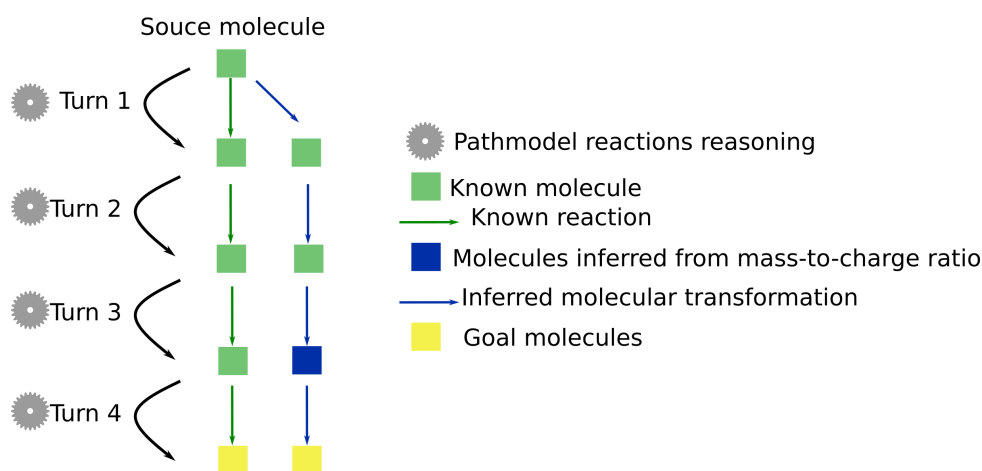 Souce molecule
Turn 1
Turn 2
Turn 3
Turn 4
Pathmodel reactions reasoning
Known molecule
Known reaction
Molecules inferred from mass-to-charge ratio
Inferred molecular transformation
Goal molecules